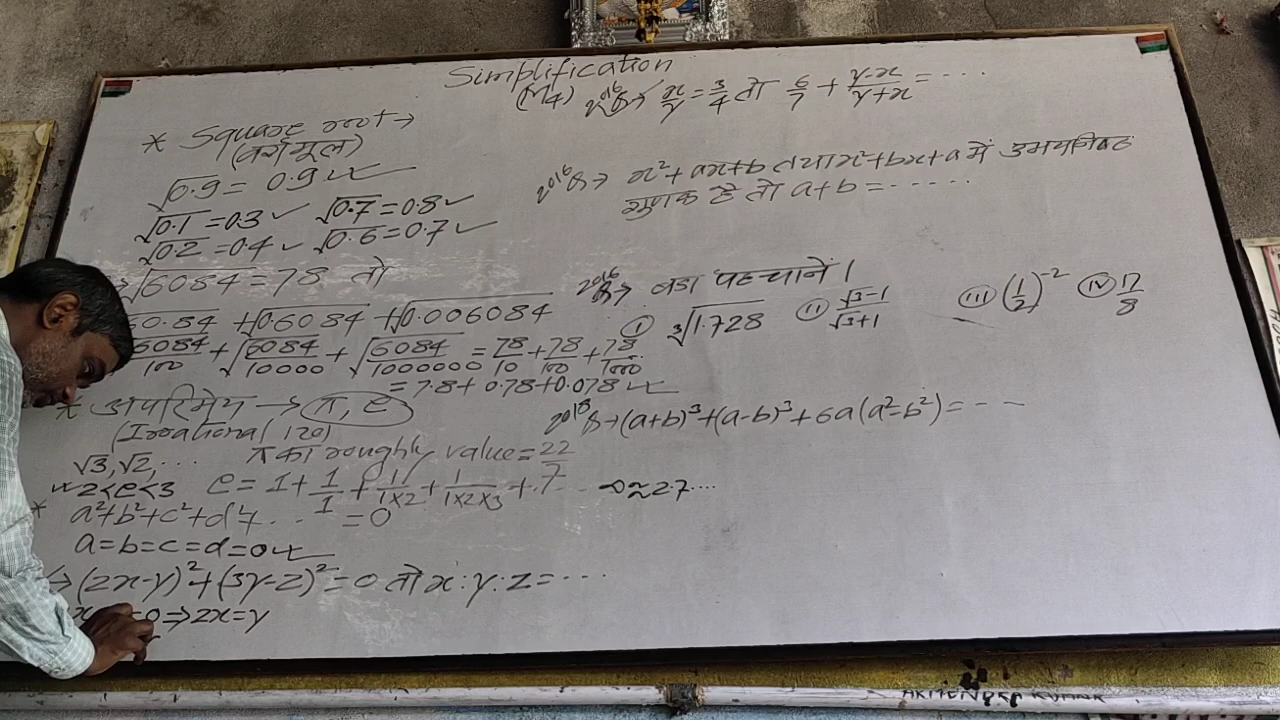 Simplification
(M4)
* Square root→
(वर्गमूल)
√0.9 = 0.9
√0.1 = 0.3 √0.7 = 0.8
√0.2 = 0.4 √0.6 = 0.7
√6084 = 78 तो
60.84 + √0.6084 + √0.006084
6084/100 + √6084/10000 + √6084/1000000 = 78/10 + 78/100 + 78/1000
= 7.8 + 0.78 + 0.078
* अपरिमेय → π, e
(Irrational no)
√3, √2, ... π का roughly value = 22/7
2<e<3 e = 1 + 1/1 + 1/1×2 + 1/1×2×3 + ... ≈ 2.7...
* a²+b²+c²+d²+... = 0
a=b=c=d=0
→ (2x-y)²+(3y-z)² = 0 तो x:y:z = ...
=0 ⇒ 2x=y
2016 → x/y = 3/4 तो 6/7 + y-x/y+x = ...
2016 → x²+ax+b तथा x²+bx+a में उभयनिष्ठ
गुणक है तो a+b = .....
2016 → बडा पहचानें।
(i) ³√1.728 (ii) √3-1/√3+1 (iii) (1/2)⁻² (iv) 17/8
→ (a+b)³+(a-b)³+6a(a²-b²) = --
ARMENDRA KUMAR